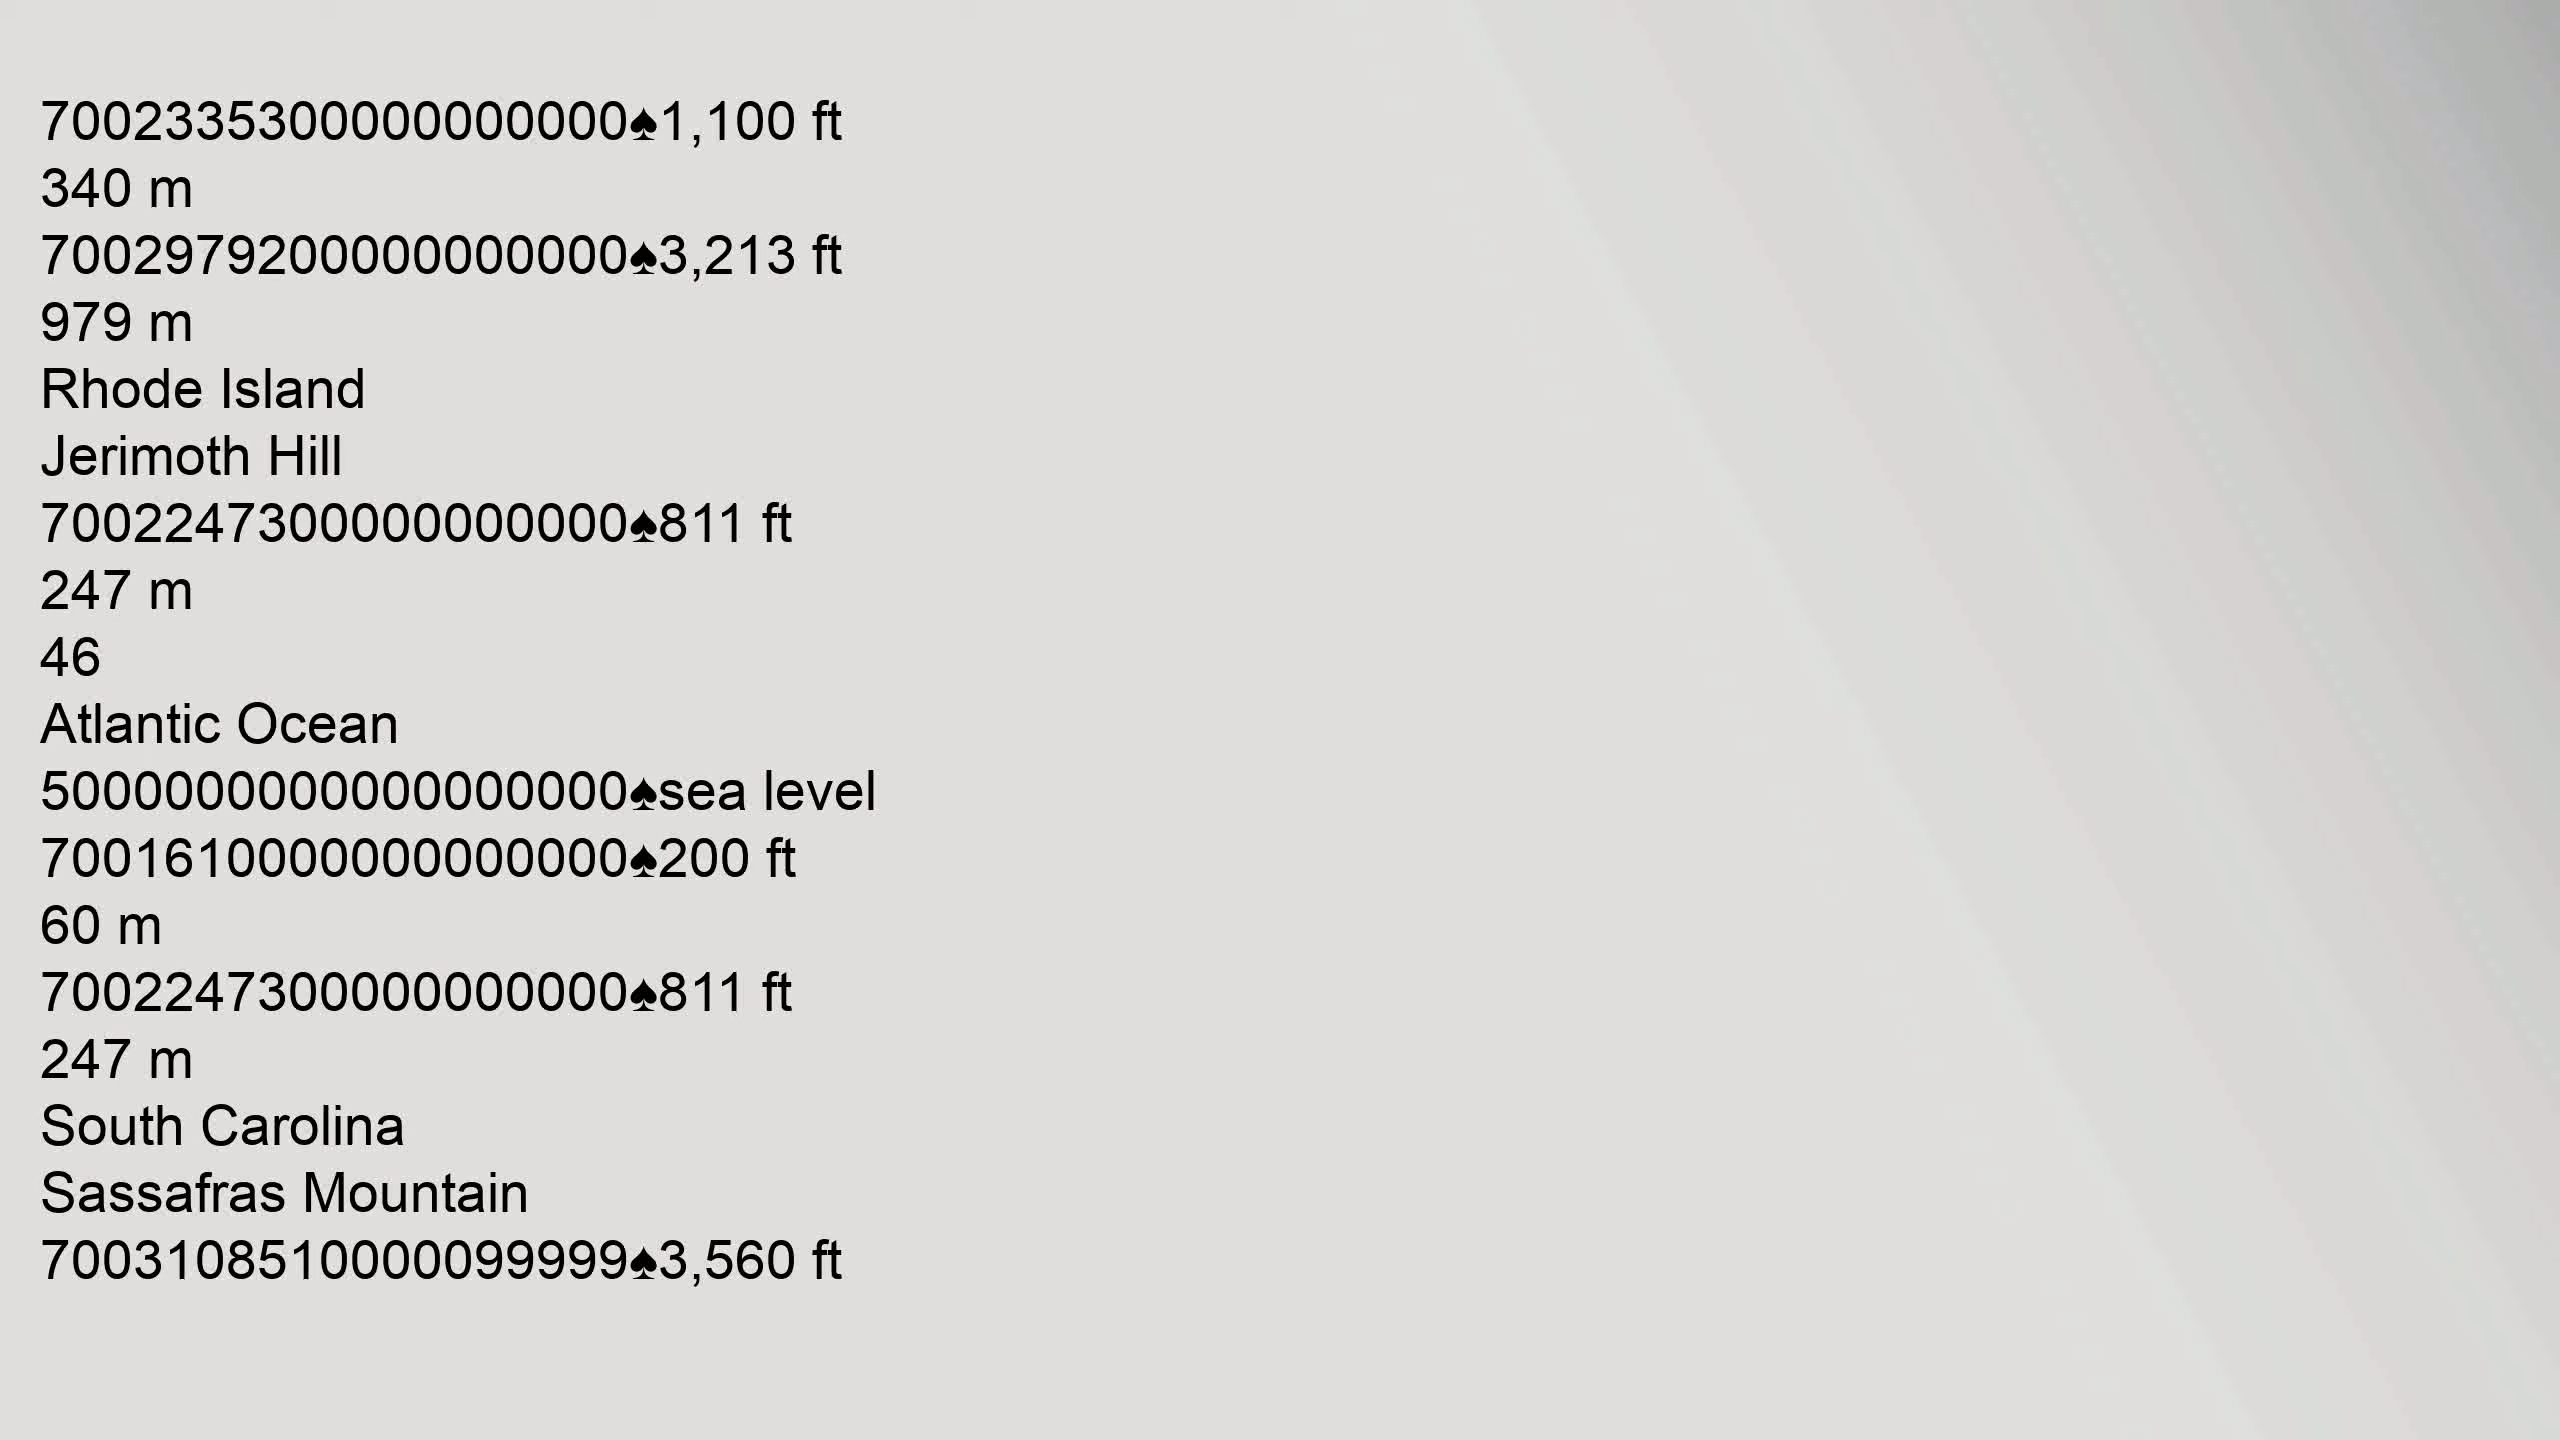 7002335300000000000♠1,100 ft
340 m
7002979200000000000♠3,213 ft
979 m
Rhode Island
Jerimoth Hill
7002247300000000000♠811 ft
247 m
46
Atlantic Ocean
5000000000000000000♠sea level
7001610000000000000♠200 ft
60 m
7002247300000000000♠811 ft
247 m
South Carolina
Sassafras Mountain
7003108510000099999♠3,560 ft